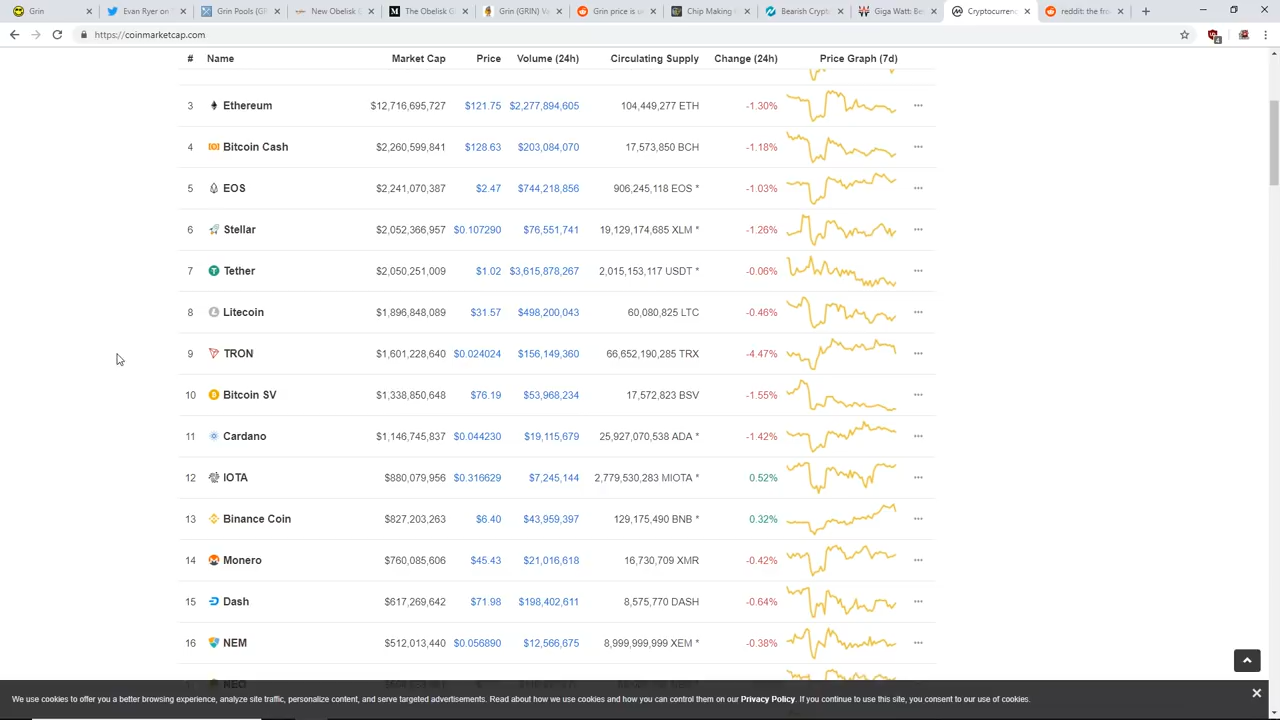 Grin
Evan Ryer on T
Grin Pools (GR
New Obelisk E
The Obelisk G
Grin (GRIN) Va
Grin price is u
Chip Making
Bearish Crypt
Giga Watt: Be
Cryptocurrenc
reddit: the fro
https://coinmarketcap.com
# Name Market Cap Price Volume (24h) Circulating Supply Change (24h) Price Graph (7d)
3 Ethereum $12,716,695,727 $121.75 $2,277,894,605 104,449,277 ETH -1.30%
4 Bitcoin Cash $2,260,599,841 $128.63 $203,084,070 17,573,850 BCH -1.18%
5 EOS $2,241,070,387 $2.47 $744,218,856 906,245,118 EOS * -1.03%
6 Stellar $2,052,366,957 $0.107290 $76,551,741 19,129,174,685 XLM * -1.26%
7 Tether $2,050,251,009 $1.02 $3,615,878,267 2,015,153,117 USDT * -0.06%
8 Litecoin $1,896,848,089 $31.57 $498,200,043 60,080,825 LTC -0.46%
9 TRON $1,601,228,640 $0.024024 $156,149,360 66,652,190,285 TRX -4.47%
10 Bitcoin SV $1,338,850,648 $76.19 $53,968,234 17,572,823 BSV -1.55%
11 Cardano $1,146,745,837 $0.044230 $19,115,679 25,927,070,538 ADA * -1.42%
12 IOTA $880,079,956 $0.316629 $7,245,144 2,779,530,283 MIOTA * 0.52%
13 Binance Coin $827,203,263 $6.40 $43,959,397 129,175,490 BNB * 0.32%
14 Monero $760,085,606 $45.43 $21,016,618 16,730,709 XMR -0.42%
15 Dash $617,269,642 $71.98 $198,402,611 8,575,770 DASH -0.64%
16 NEM $512,013,440 $0.056890 $12,566,675 8,999,999,999 XEM * -0.38%
NEO
We use cookies to offer you a better browsing experience, analyze site traffic, personalize content, and serve targeted advertisements. Read about how we use cookies and how you can control them on our Privacy Policy. If you continue to use this site, you consent to our use of cookies.